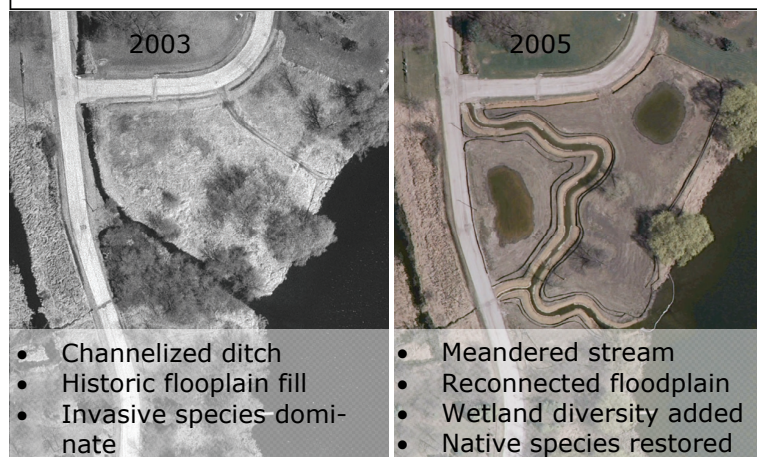 2003
• Channelized ditch
• Historic flooplain fill
• Invasive species domi-
nate
2005
• Meandered stream
• Reconnected floodplain
• Wetland diversity added
• Native species restored